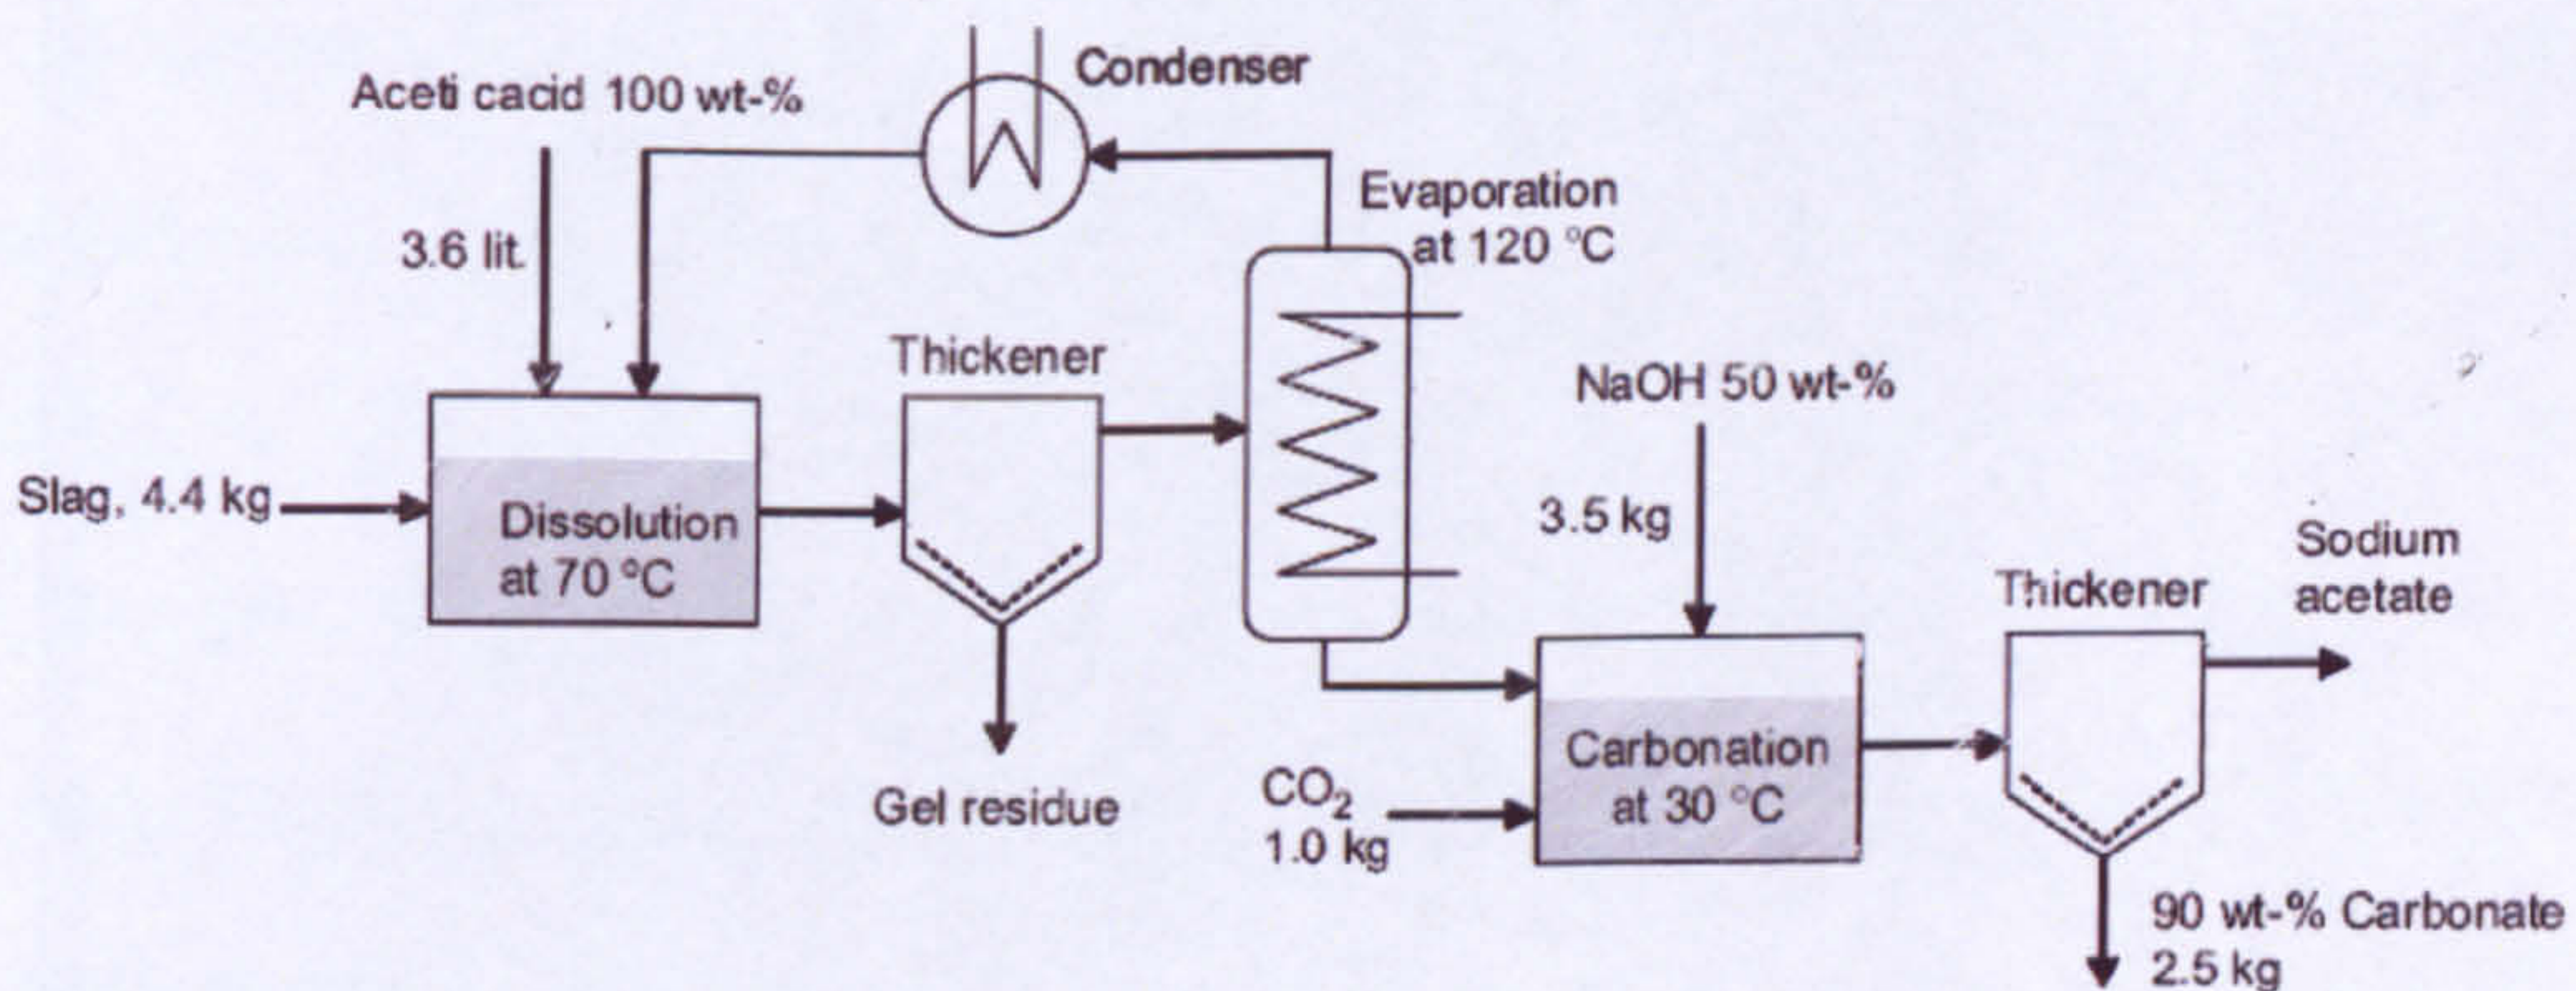 Condenser
Aceti cacid 100 wt-%
Evaporation
at 120 °C
3.6 lit.
Thickener
NaOH 50 wt-%
Slag, 4.4 kg
Dissolution
at 70 °C
3.5 kg
Sodium
acetate
Thickener
Carbonation
at 30 °C
CO₂
1.0 kg
Gel residue
90 wt-% Carbonate
2.5 kg